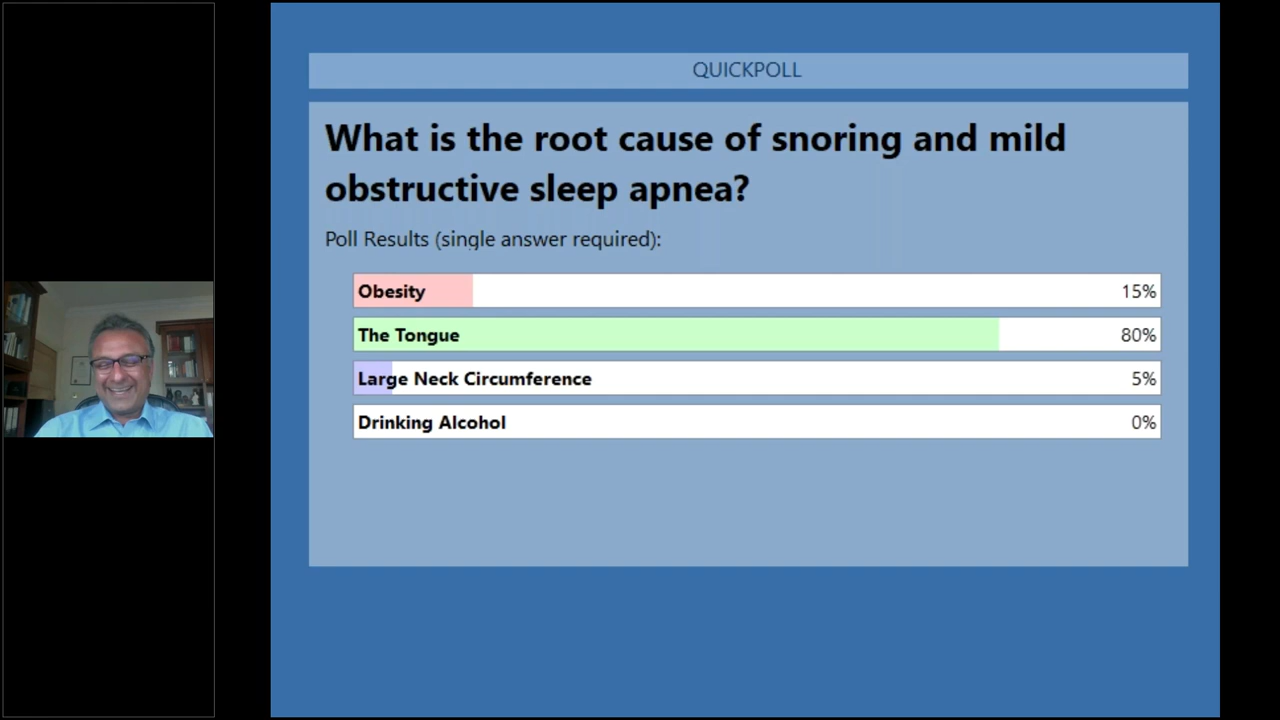 QUICKPOLL
What is the root cause of snoring and mild
obstructive sleep apnea?
Poll Results (single answer required):
Obesity 15%
The Tongue 80%
Large Neck Circumference 5%
Drinking Alcohol 0%